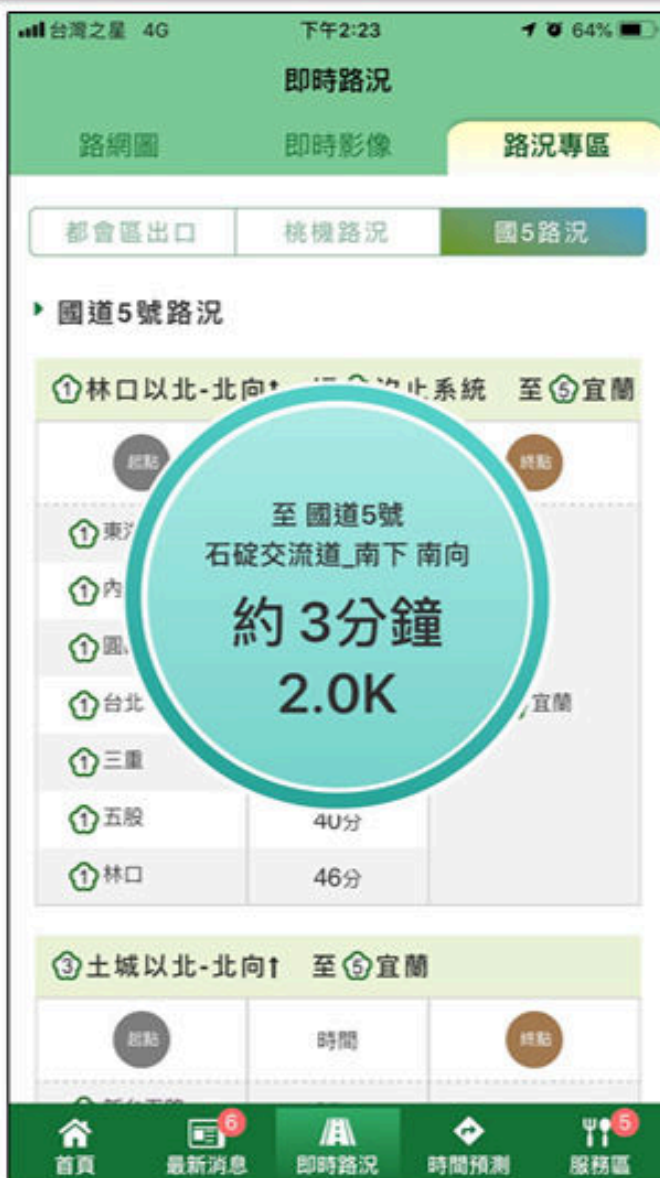 台灣之星 4G 下午2:23 64%
即時路況
路網圖 即時影像 路況專區
都會區出口 桃機路況 國5路況
國道5號路況
1 林口以北-北向↑ 系統 至 5 宜蘭
起點 終點
至 國道5號
石碇交流道_南下 南向
約 3分鐘
2.0K
1 東
1 內
1 圓
1 台北 宜蘭
1 三重
1 五股 40分
1 林口 46分
3 土城以北-北向↑ 至 5 宜蘭
起點 時間 終點
6 5
首頁 最新消息 即時路況 時間預測 服務區